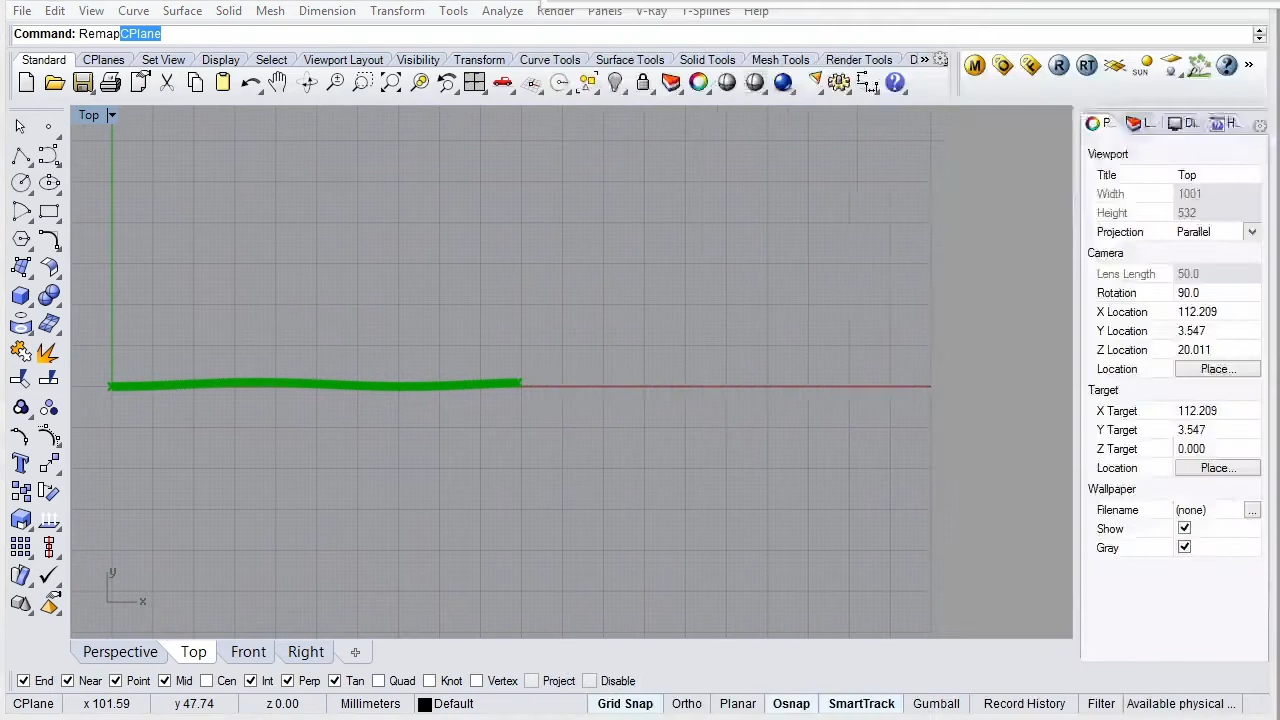 File Edit View Curve Surface Solid Mesh Dimension Transform Tools Analyze Render Panels V-Ray T-Splines Help
Command: RemapCPlane
Standard CPlanes Set View Display Select Viewport Layout Visibility Transform Curve Tools Surface Tools Solid Tools Mesh Tools Render Tools D »
M R RT SUN ? »
Top
P.. L.. Di.. H..
Viewport
Title Top
Width 1001
Height 532
Projection Parallel
Camera
Lens Length 50.0
Rotation 90.0
X Location 112.209
Y Location 3.547
Z Location 20.011
Location Place...
Target
X Target 112.209
Y Target 3.547
Z Target 0.000
Location Place...
Wallpaper
Filename (none) ...
Show
Gray
y
x
Perspective Top Front Right
End Near Point Mid Cen Int Perp Tan Quad Knot Vertex Project Disable
CPlane x 101.59 y 47.74 z 0.00 Millimeters Default Grid Snap Ortho Planar Osnap SmartTrack Gumball Record History Filter Available physical ...